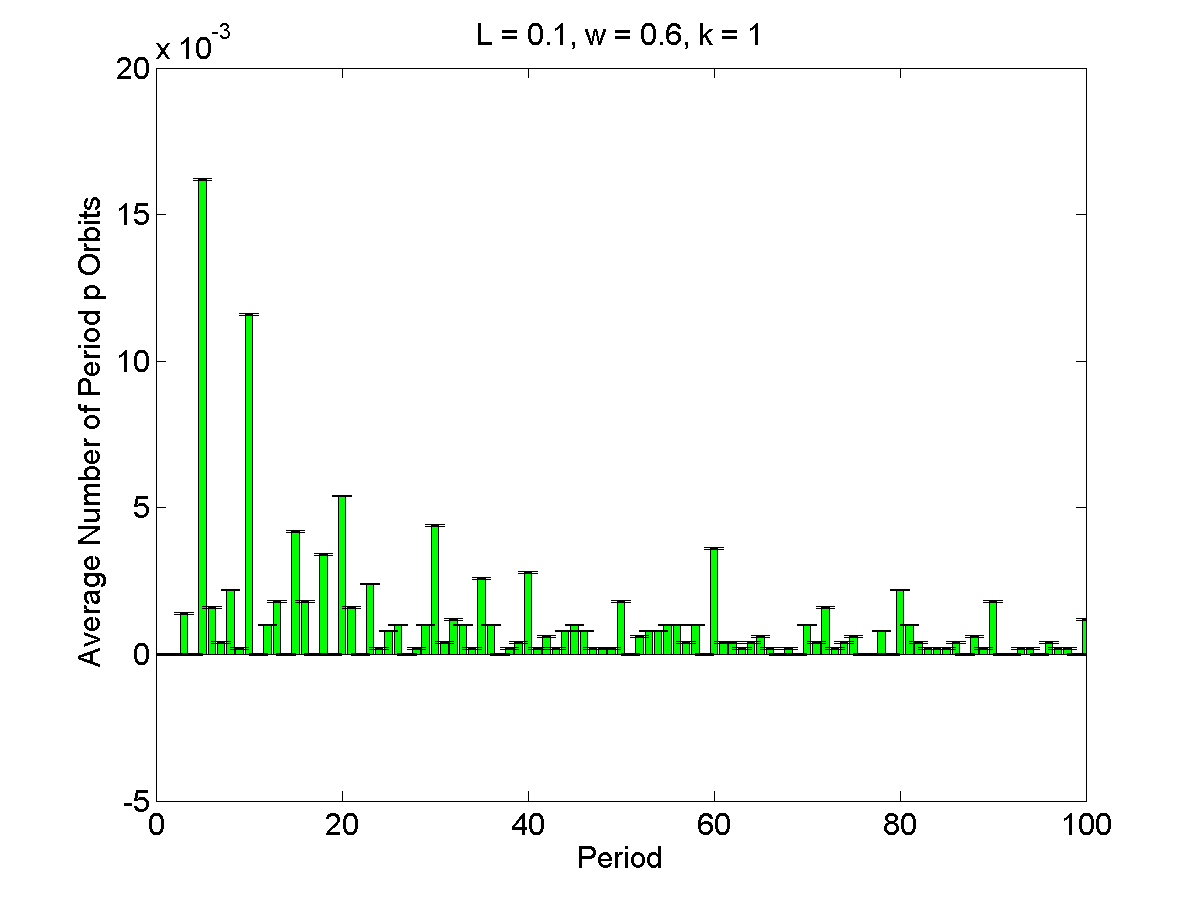 L = 0.1, w = 0.6, k = 1
x 10-3
20
15
10
5
0
-5
Average Number of Period p Orbits
0 20 40 60 80 100
Period